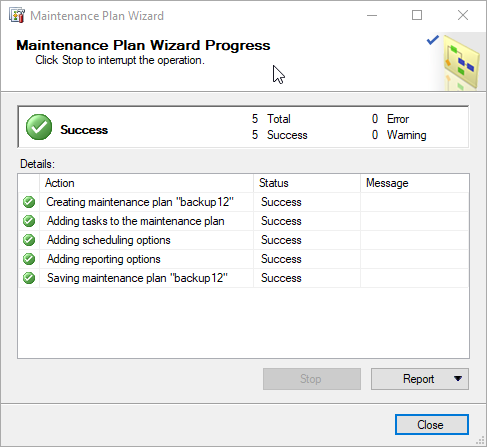 Maintenance Plan Wizard
Maintenance Plan Wizard Progress
Click Stop to interrupt the operation.
Success
5 Total 0 Error
5 Success 0 Warning
Details:
Action Status Message
Creating maintenance plan "backup12" Success
Adding tasks to the maintenance plan Success
Adding scheduling options Success
Adding reporting options Success
Saving maintenance plan "backup12" Success
Stop Report
Close